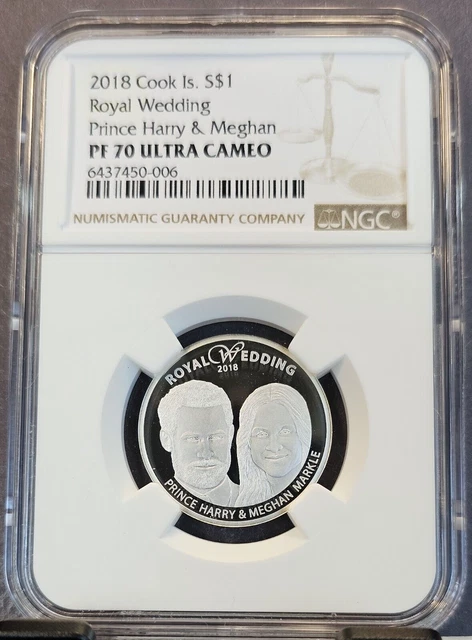 2018 Cook Is. S$1
Royal Wedding
Prince Harry & Meghan
PF 70 ULTRA CAMEO
6437450-006
NUMISMATIC GUARANTY COMPANY
NGC®
ROYAL WEDDING
2018
PRINCE HARRY & MEGHAN MARKLE